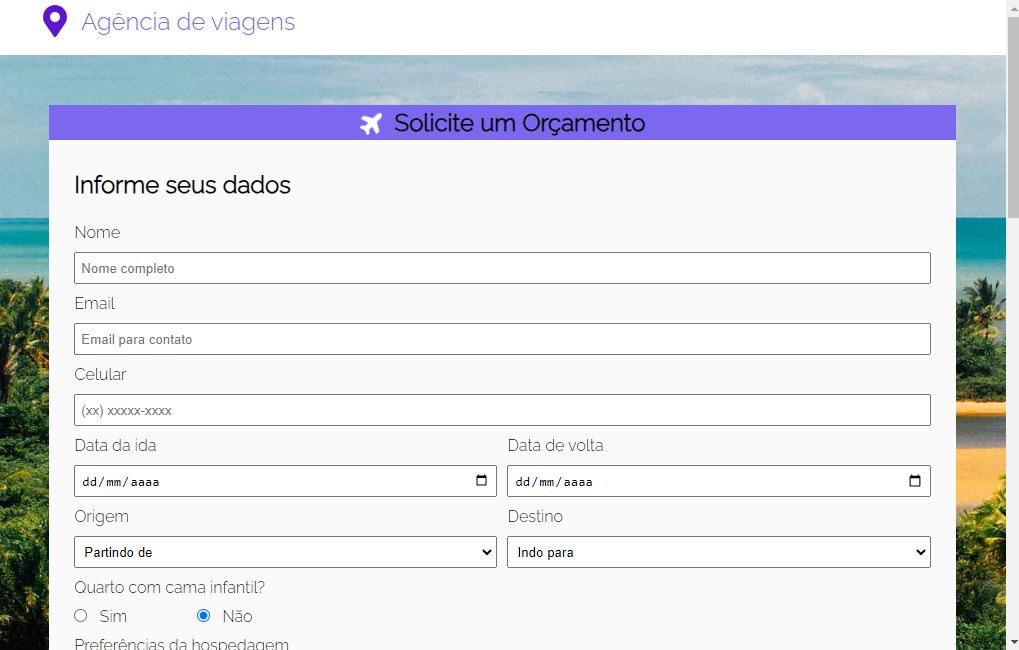 Agência de viagens
Solicite um Orçamento
Informe seus dados
Nome
Nome completo
Email
Email para contato
Celular
(xx) xxxxx-xxxx
Data da ida Data de volta
dd/mm/aaaa dd/mm/aaaa
Origem Destino
Partindo de Indo para
Quarto com cama infantil?
Sim Não
Preferências da hospedagem